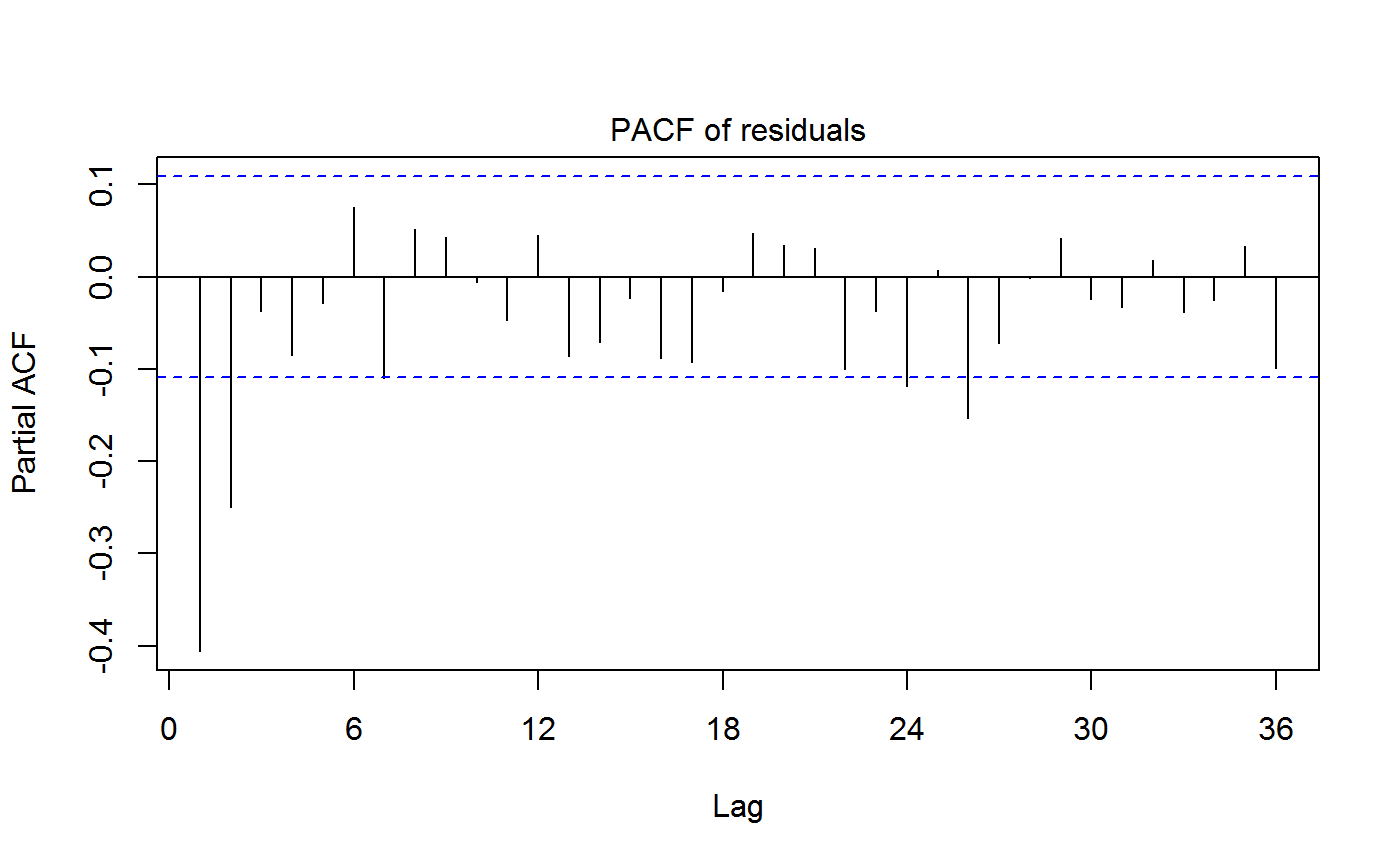 PACF of residuals
Partial ACF
0.1
0.0
-0.1
-0.2
-0.3
-0.4
0 6 12 18 24 30 36
Lag